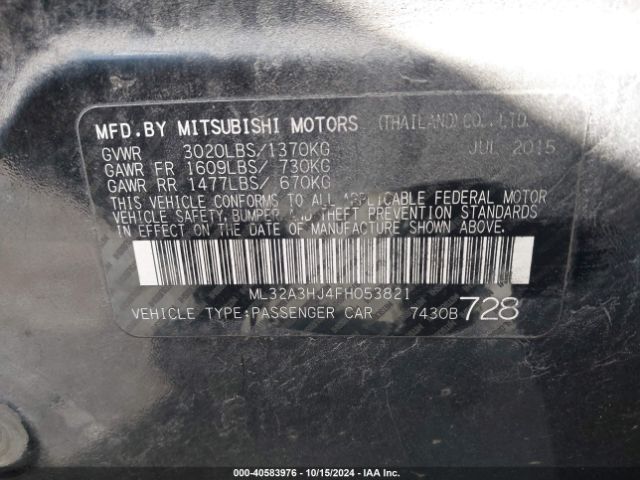 MFD.BY MITSUBISHI MOTORS (THAILAND)CO.,LTD.
GVWR 3020LBS/1370KG JUL 2015
GAWR FR 1609LBS/ 730KG
GAWR RR 1477LBS/ 670KG
THIS VEHICLE CONFORMS TO ALL APPLICABLE FEDERAL MOTOR
VEHICLE SAFETY, BUMPER AND THEFT PREVENTION STANDARDS
IN EFFECT ON THE DATE OF MANUFACTURE SHOWN ABOVE.
ML32A3HJ4FH053821
VEHICLE TYPE:PASSENGER CAR 7430B 728
000-40583976 - 10/15/2024 - IAA Inc.